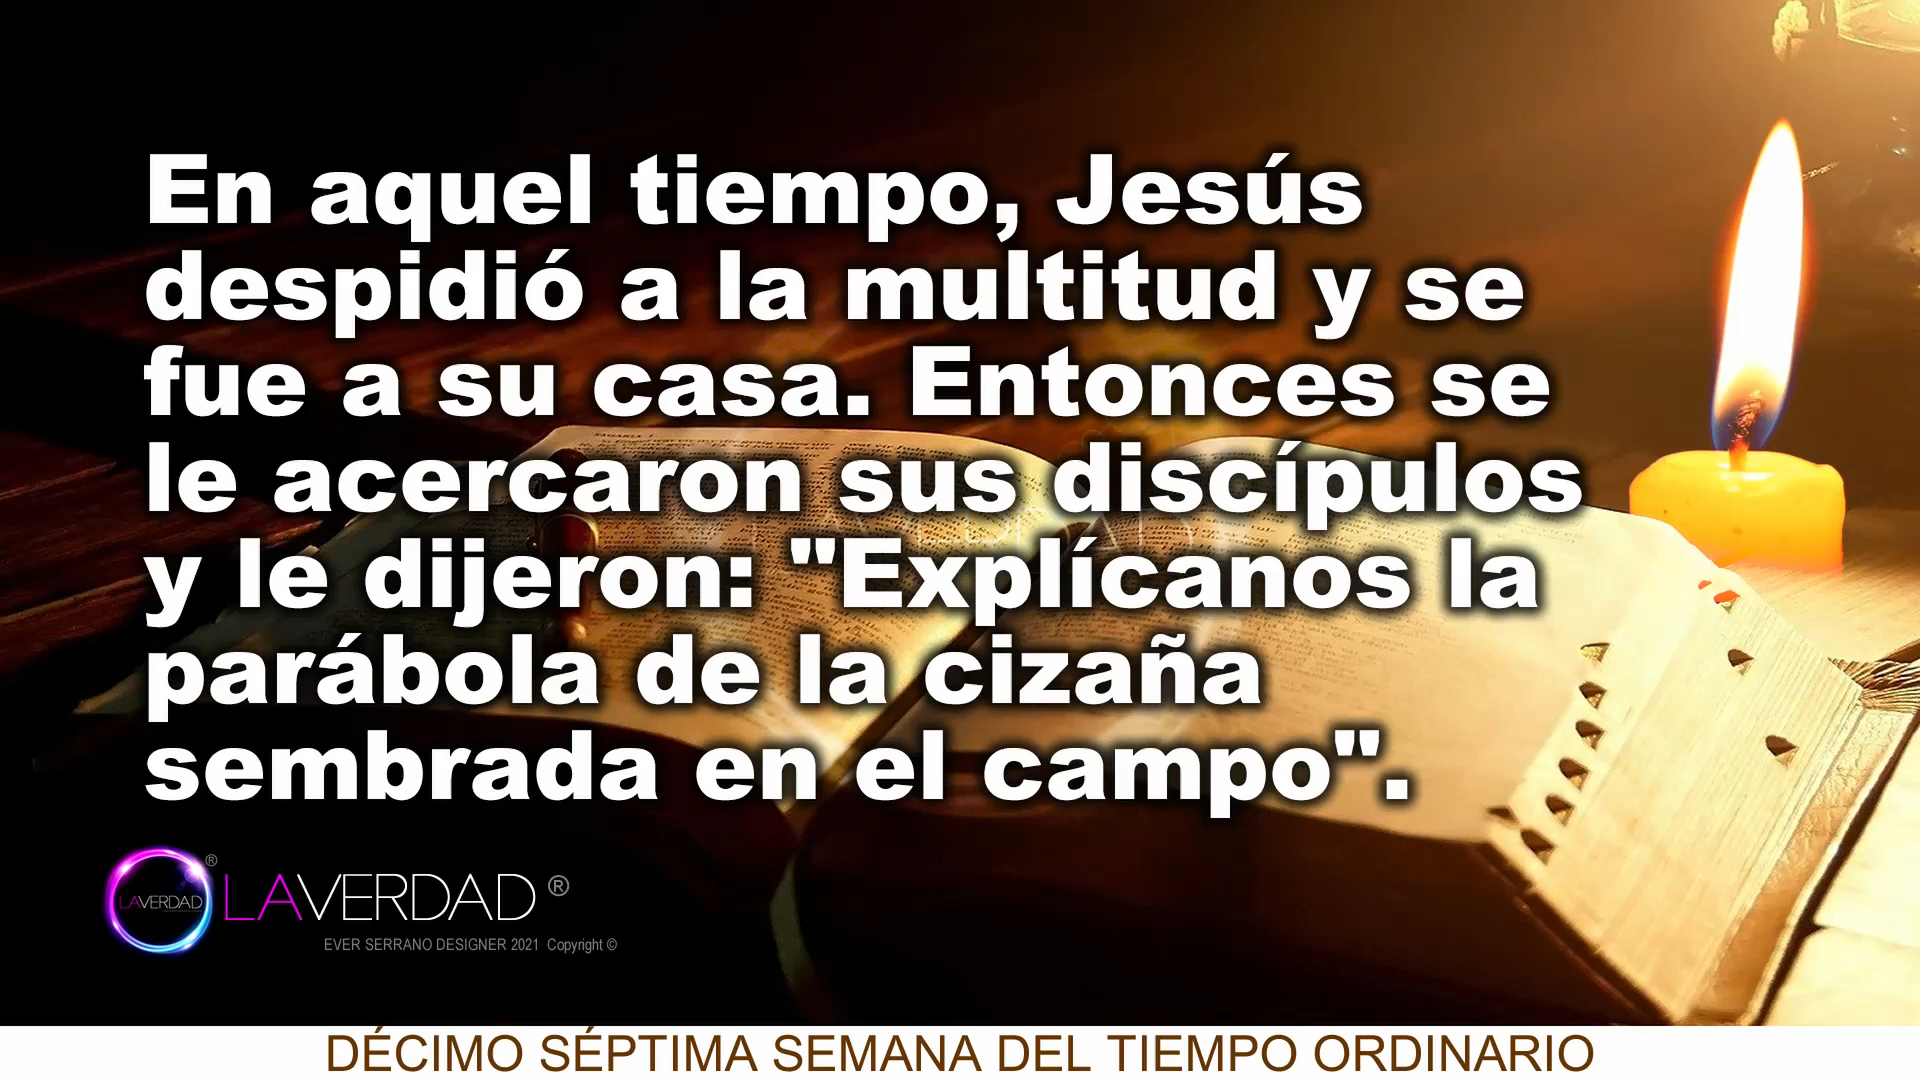 En aquel tiempo, Jesús
despidió a la multitud y se
fue a su casa. Entonces se
le acercaron sus discípulos
y le dijeron: "Explícanos la
parábola de la cizaña
sembrada en el campo".
LAVERDAD ®
LAVERDAD ®
EVER SERRANO DESIGNER 2021 Copyright ©
DÉCIMO SÉPTIMA SEMANA DEL TIEMPO ORDINARIO